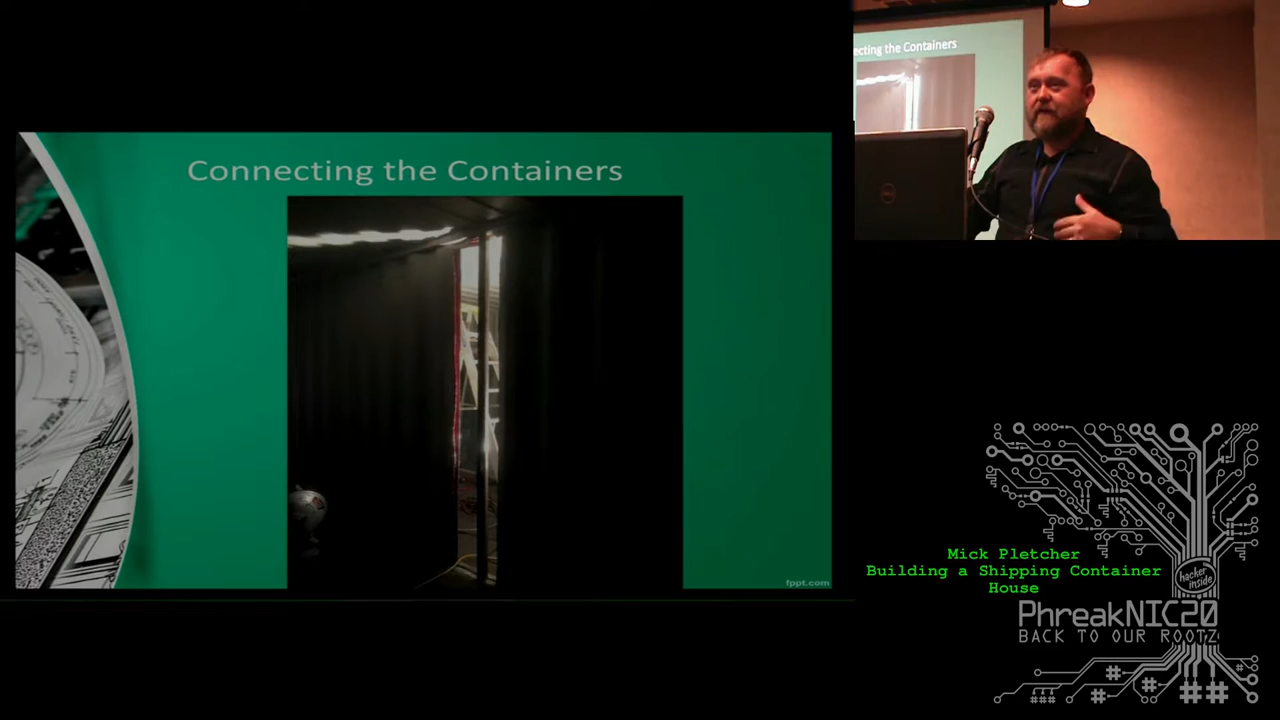 Connecting the Containers
fppt.com
ecting the Containers
DELL
Mick Pletcher
Building a Shipping Container
House
hacker
inside
PhreakNIC20
BACK TO OUR ROOTZ
#
#
###
#
#
##